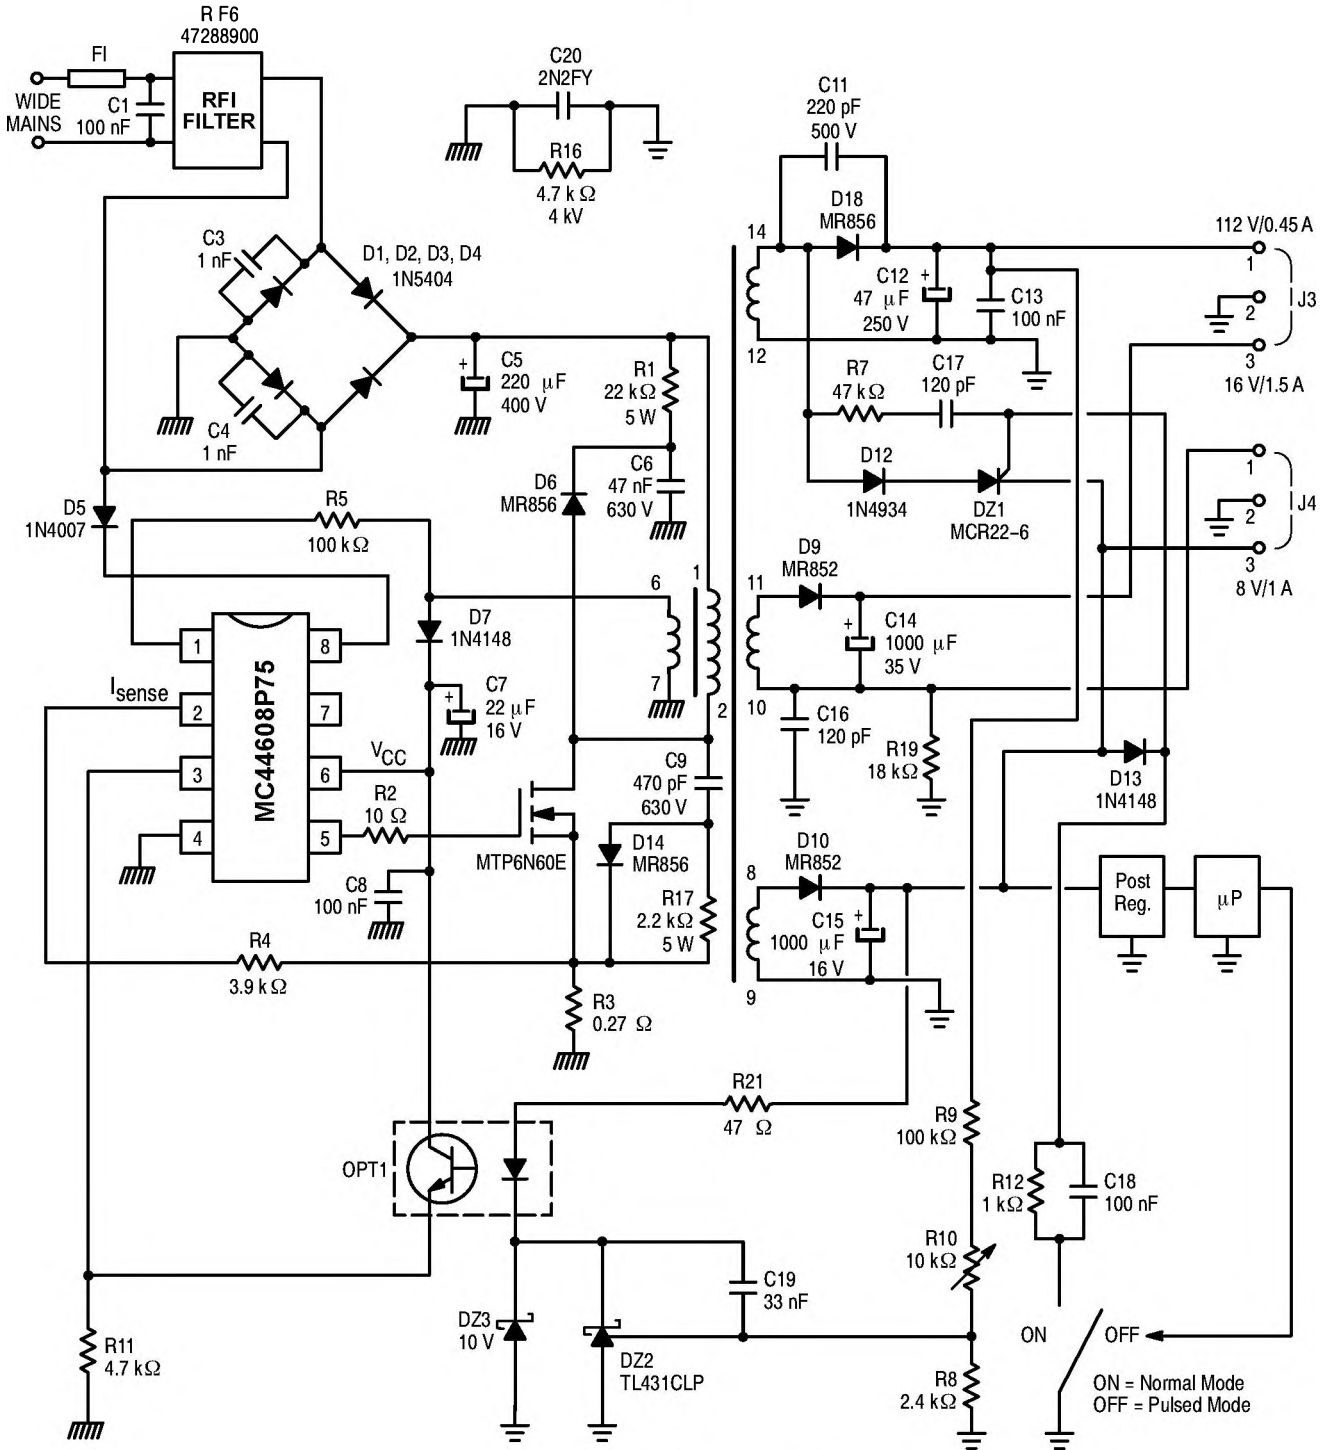 R F6
47288900
FI
WIDE
MAINS
C1
100 nF
RFI
FILTER
C20
2N2FY
R16
4.7 k Ω
4 kV
C11
220 pF
500 V
D18
MR856
14
112 V/0.45 A
1
J3
2
3
16 V/1.5 A
C3
1 nF
D1, D2, D3, D4
1N5404
C12
47 µF
250 V
+
C13
100 nF
12
C4
1 nF
+
C5
220 µF
400 V
R1
22 kΩ
5 W
R7
47 kΩ
C17
120 pF
1
J4
2
3
8 V/1 A
D6
MR856
C6
47 nF
630 V
D12
1N4934
DZ1
MCR22–6
D5
1N4007
R5
100 kΩ
D9
MR852
6
1
11
D7
1N4148
+
C14
1000 µF
35 V
MC44608P75
1
8
Isense
2
7
3
6
4
5
VCC
+
C7
22 µF
16 V
7
2
10
C16
120 pF
R19
18 kΩ
D13
1N4148
R2
10 Ω
C9
470 pF
630 V
MTP6N60E
D14
MR856
D10
MR852
8
C8
100 nF
R17
2.2 kΩ
5 W
+
C15
1000 µF
16 V
9
Post
Reg.
µP
R4
3.9 kΩ
R3
0.27 Ω
R21
47 Ω
R9
100 kΩ
OPT1
R12
1 kΩ
C18
100 nF
R10
10 kΩ
C19
33 nF
DZ3
10 V
DZ2
TL431CLP
ON
OFF
R11
4.7 kΩ
R8
2.4 kΩ
ON = Normal Mode
OFF = Pulsed Mode